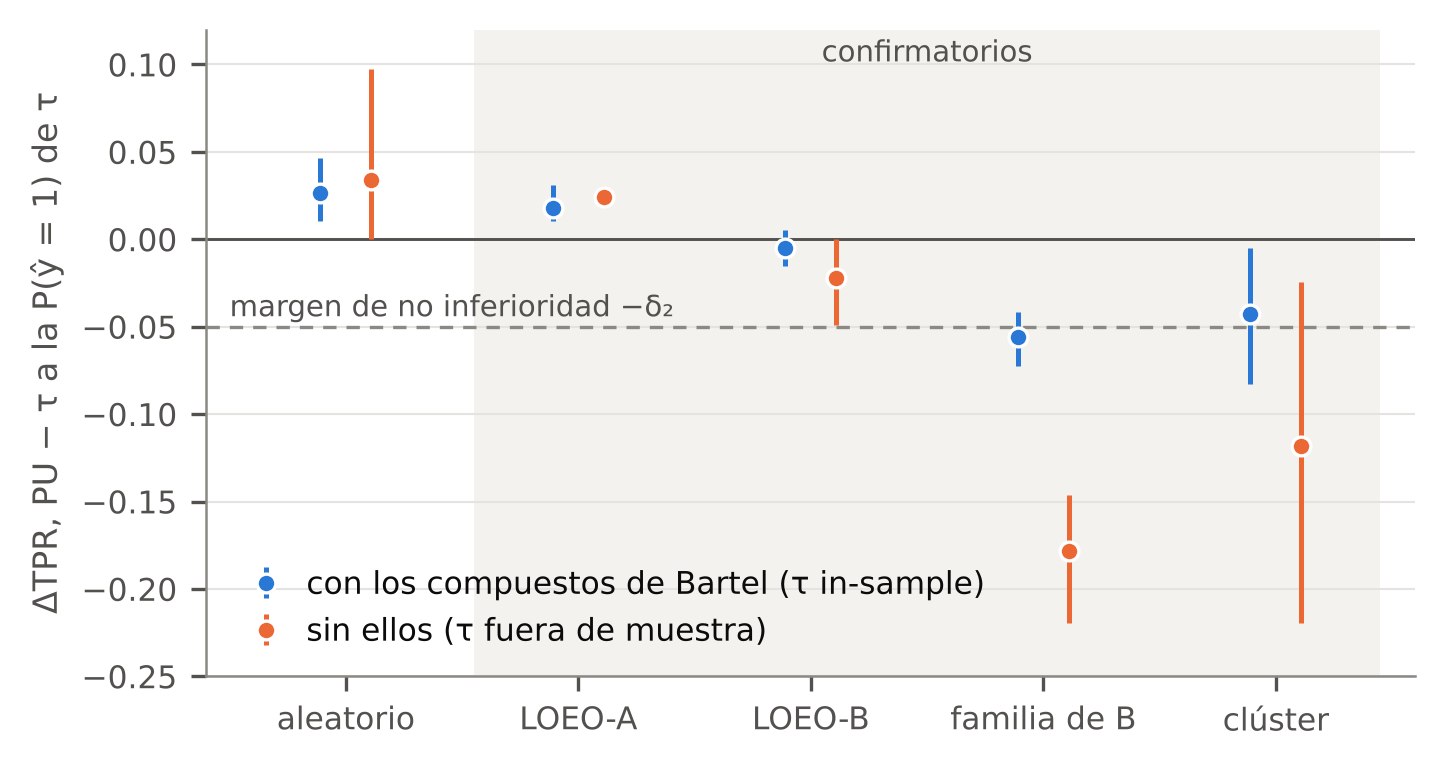 confirmatorios
ΔTPR, PU − τ a la P(ŷ = 1) de τ
0.10
0.05
0.00
−0.05
−0.10
−0.15
−0.20
−0.25
margen de no inferioridad −δ₂
con los compuestos de Bartel (τ in-sample)
sin ellos (τ fuera de muestra)
aleatorio
LOEO-A
LOEO-B
familia de B
clúster